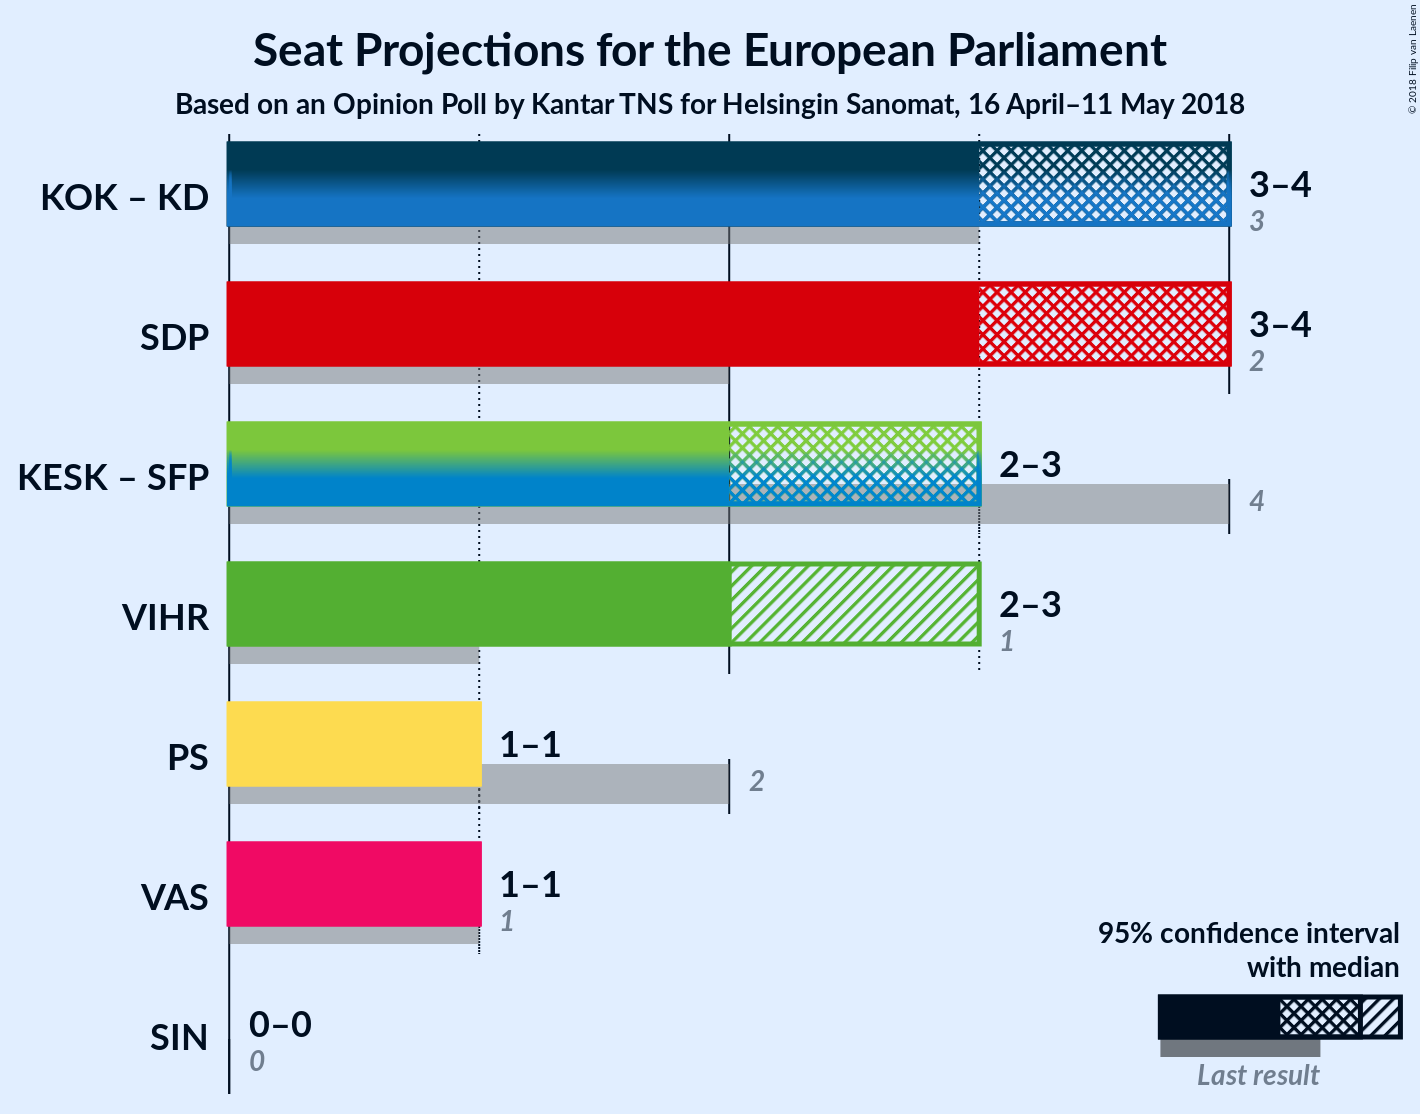 Seat Projections for the European Parliament
Based on an Opinion Poll by Kantar TNS for Helsingin Sanomat, 16 April–11 May 2018
© 2018 Filip van Laenen
KOK – KD
3–4
3
SDP
3–4
2
KESK – SFP
2–3
4
VIHR
2–3
1
PS
1–1
2
VAS
1–1
1
SIN
0–0
0
95% confidence interval
with median
Last result